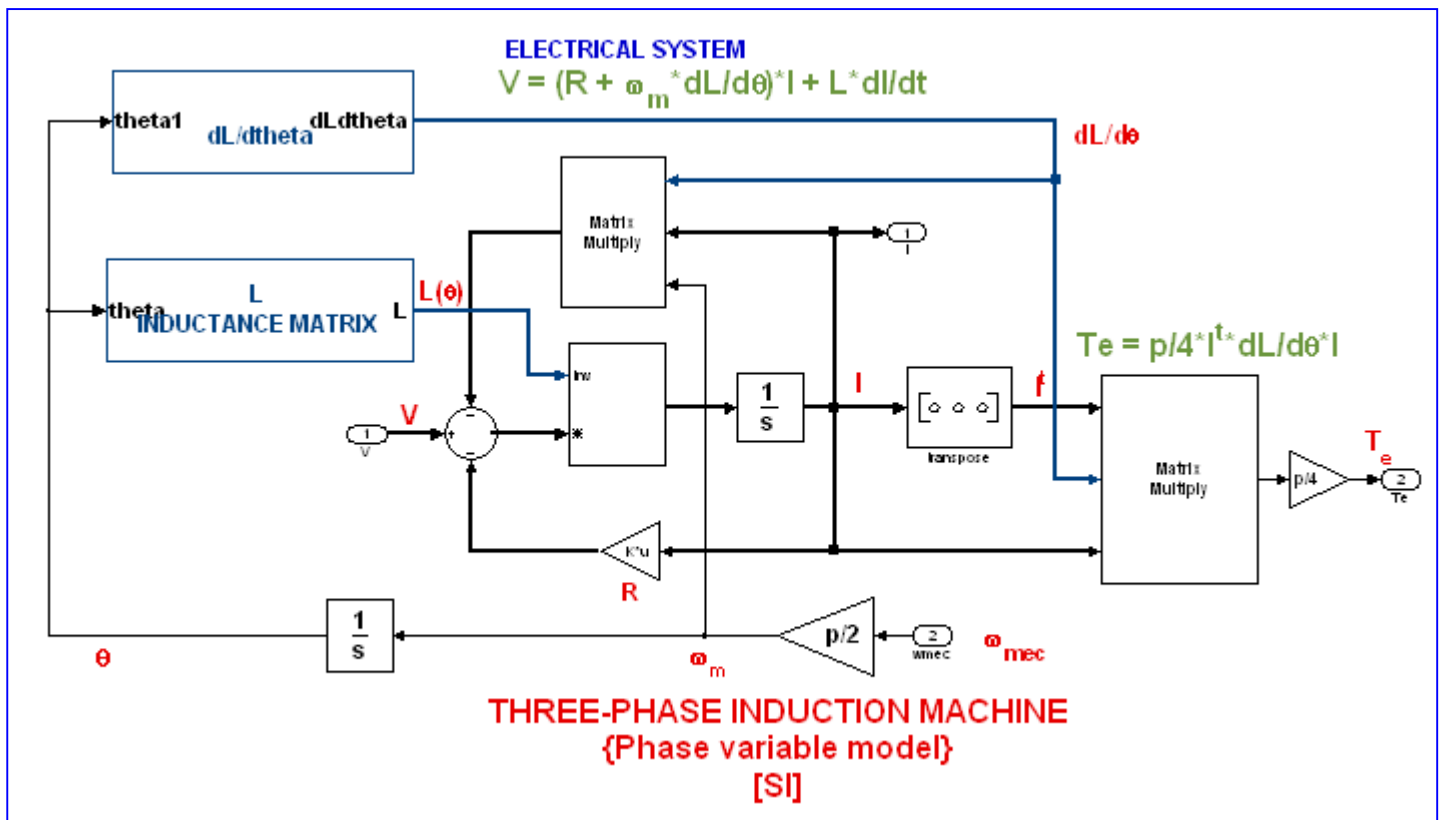 ELECTRICAL SYSTEM
V = (R + ωm*dL/dθ)*I + L*dI/dt
theta1
dLdtheta
dL/dtheta
dL/dθ
Matrix
Multiply
1
I
L
theta
L
INDUCTANCE MATRIX
L(θ)
Te = p/4*I^t*dL/dθ*I
Inv
*
1
s
I
[o o o]
transpose
I^t
V
1
V
+
-
-
Matrix
Multiply
p/4
Te
2
Te
K*u
R
1
s
θ
p/2
ωm
2
wmec
ωmec
THREE-PHASE INDUCTION MACHINE
{Phase variable model}
[SI]